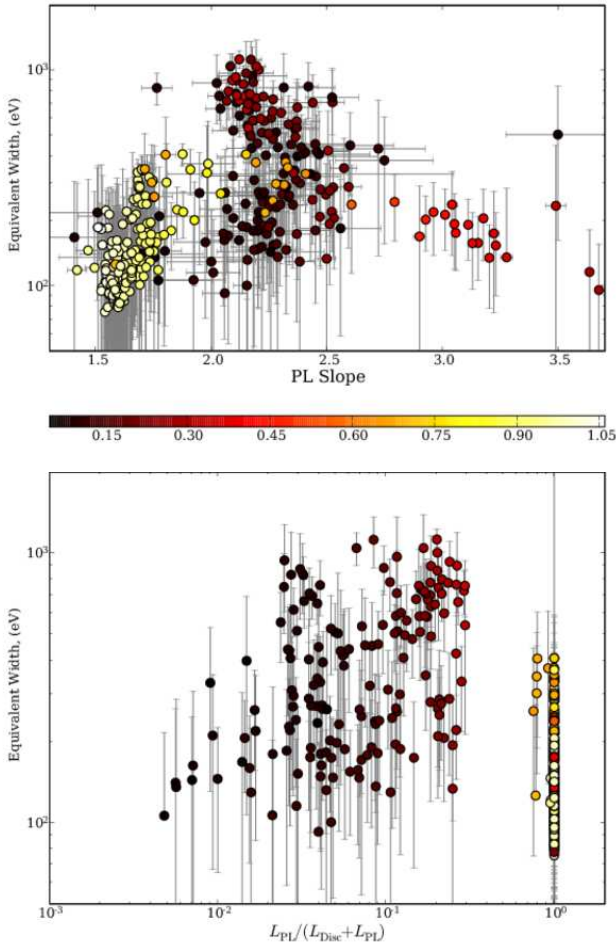 Equivalent Width, (eV)
10³
10²
1.5 2.0 2.5 3.0 3.5
PL Slope
0.15 0.30 0.45 0.60 0.75 0.90 1.05
Equivalent Width, (eV)
10³
10²
10⁻³ 10⁻² 10⁻¹ 10⁰
L_PL/(L_Disc+L_PL)